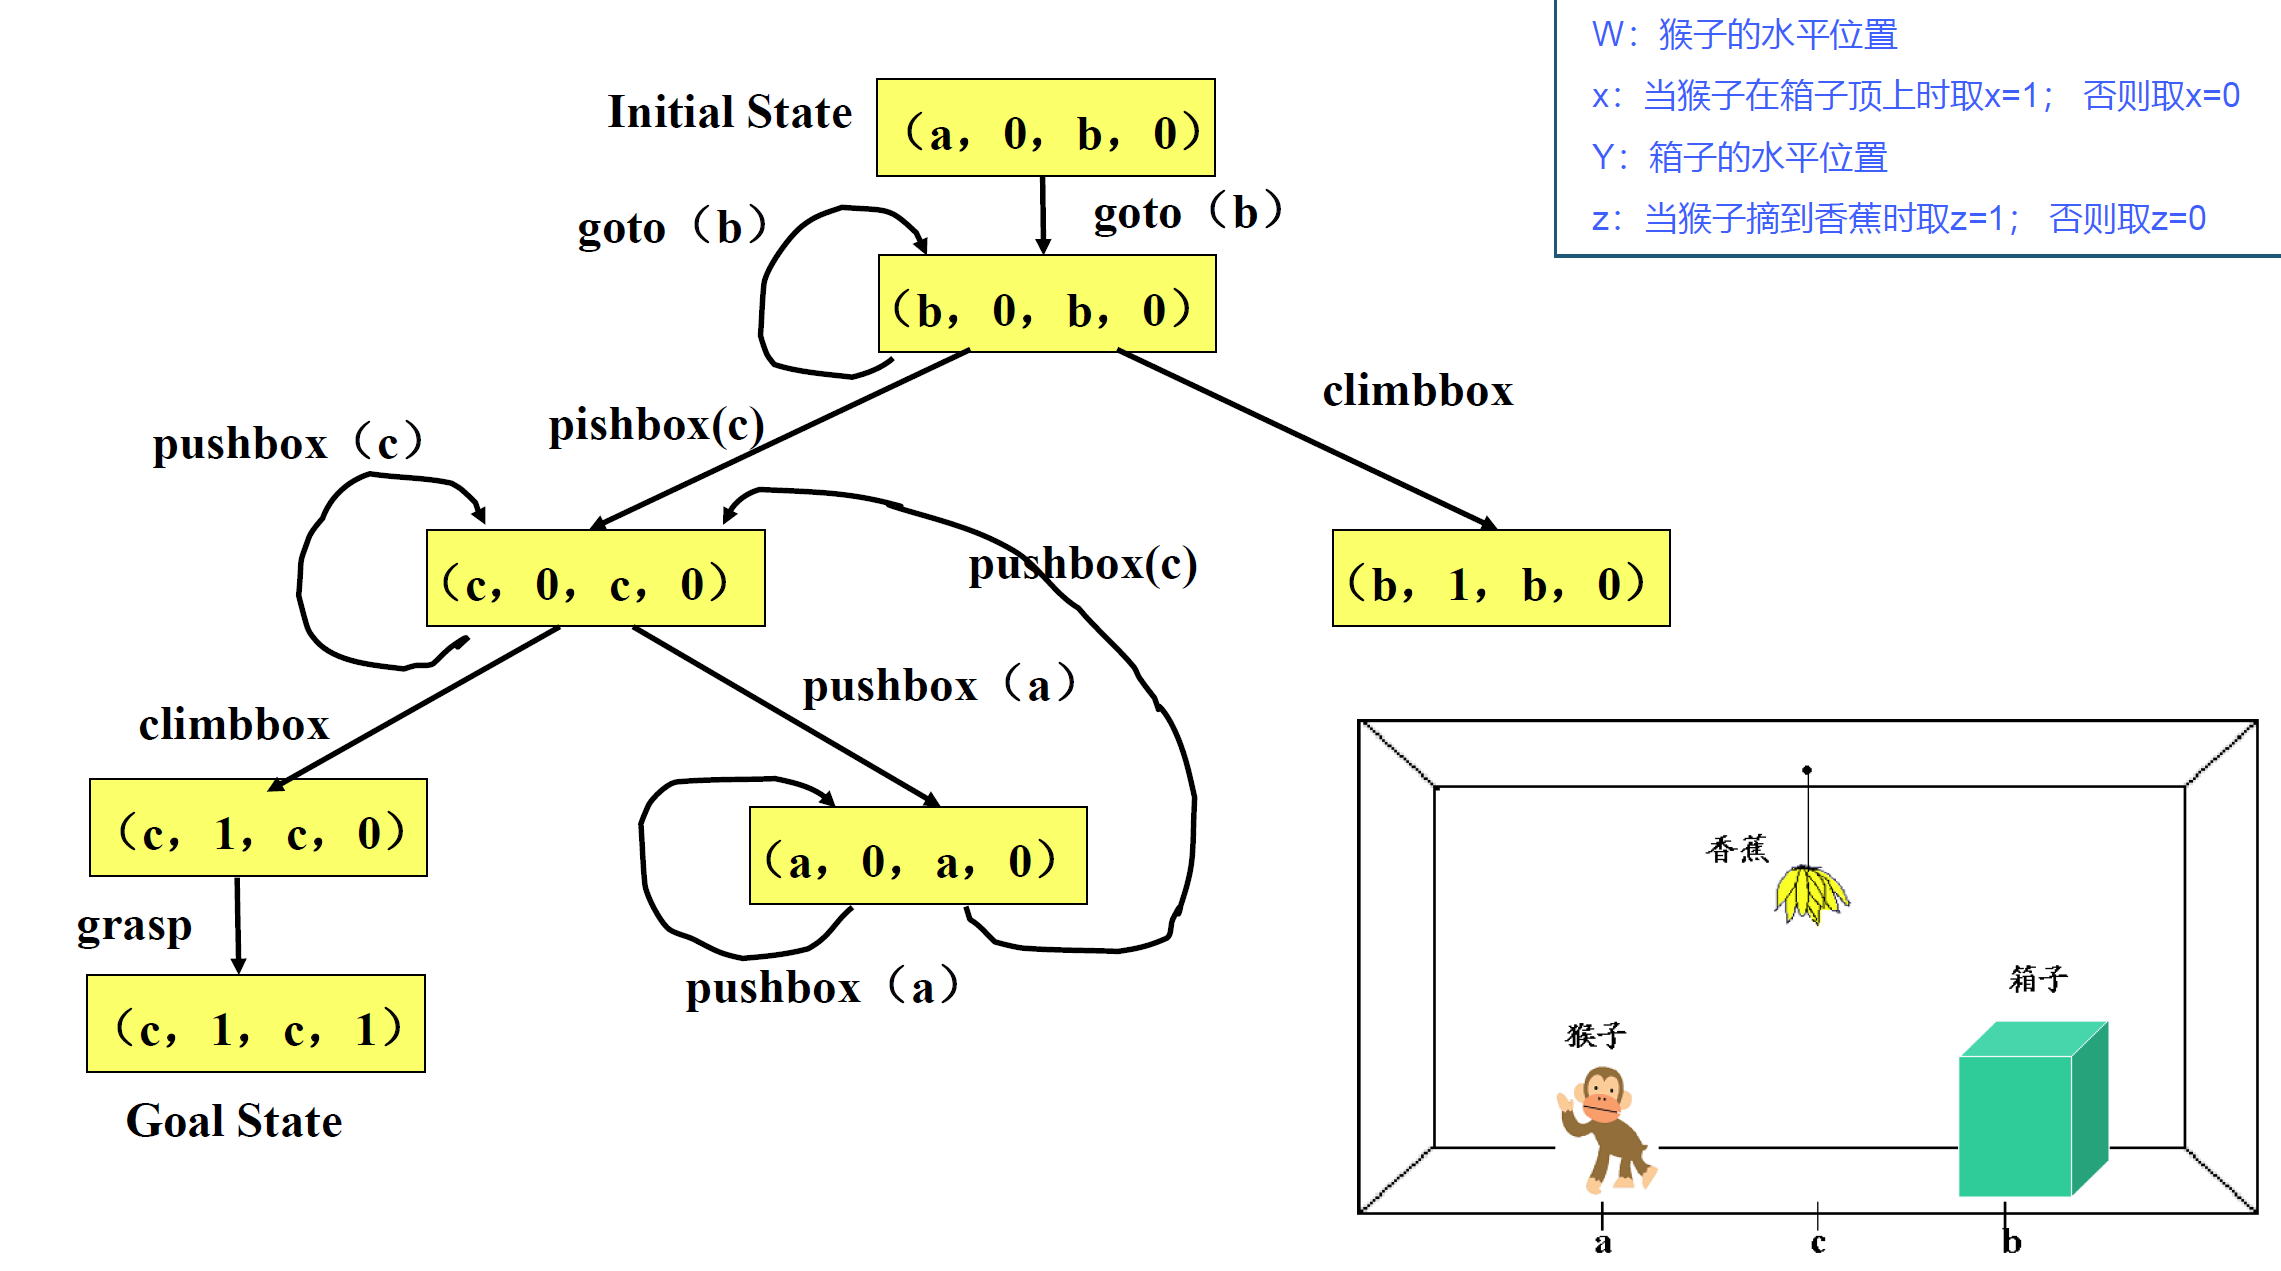 W：猴子的水平位置
x：当猴子在箱子顶上时取x=1； 否则取x=0
Y：箱子的水平位置
z：当猴子摘到香蕉时取z=1； 否则取z=0
Initial State
（a，0，b，0）
goto（b）
goto（b）
（b，0，b，0）
climbbox
pishbox(c)
pushbox（c）
pushbox(c)
（c，0，c，0）
（b，1，b，0）
pushbox（a）
climbbox
（c，1，c，0）
（a，0，a，0）
grasp
pushbox（a）
（c，1，c，1）
Goal State
香蕉
箱子
猴子
a
c
b